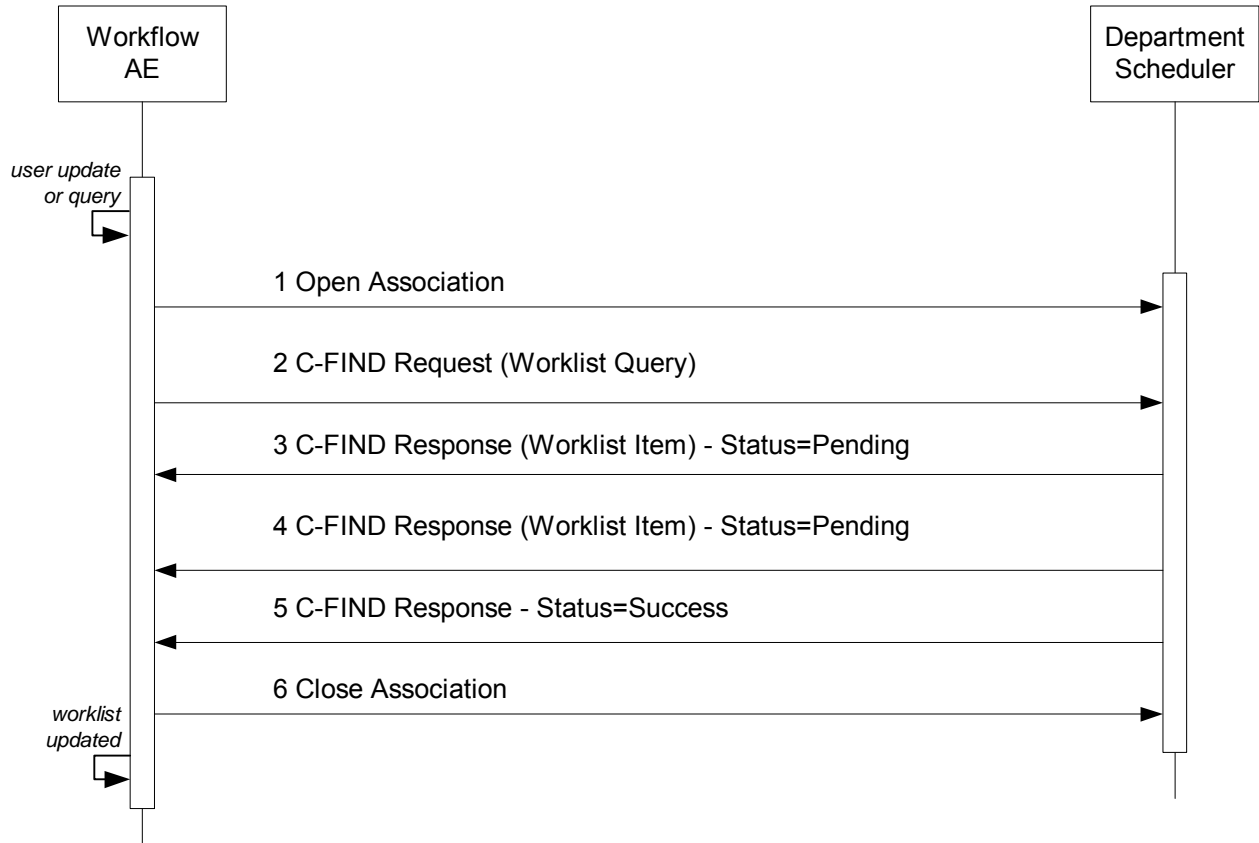 Workflow
AE
Department
Scheduler
user update
or query
1 Open Association
2 C-FIND Request (Worklist Query)
3 C-FIND Response (Worklist Item) - Status=Pending
4 C-FIND Response (Worklist Item) - Status=Pending
5 C-FIND Response - Status=Success
6 Close Association
worklist
updated